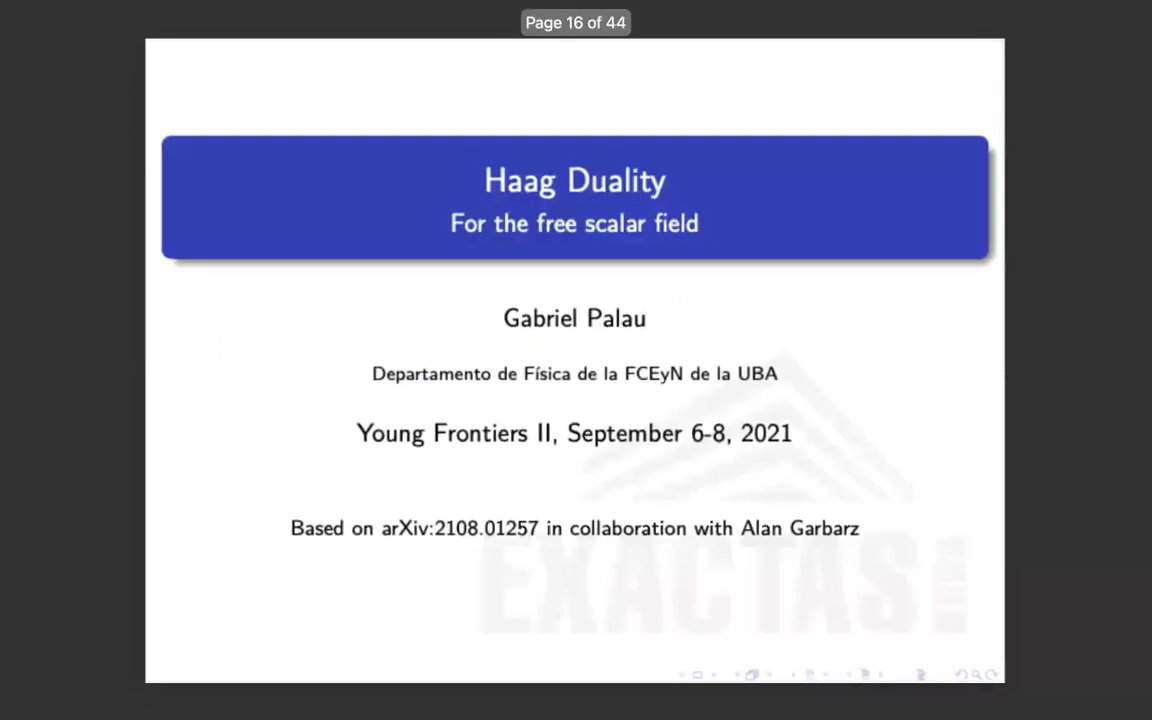 Page 16 of 44
Haag Duality
For the free scalar field
Gabriel Palau
Departamento de Física de la FCEyN de la UBA
Young Frontiers II, September 6-8, 2021
Based on arXiv:2108.01257 in collaboration with Alan Garbarz
EXACTAS